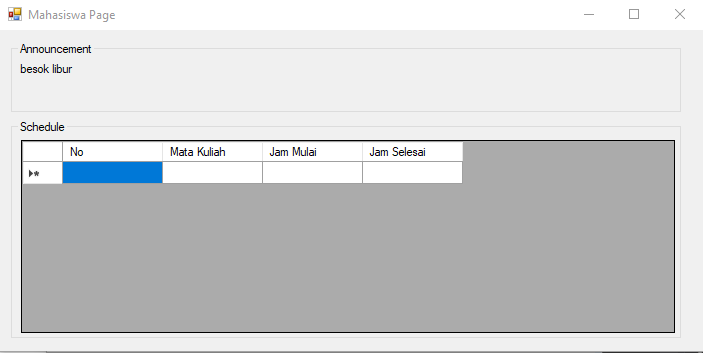 Mahasiswa Page
Announcement
besok libur
Schedule
No Mata Kuliah Jam Mulai Jam Selesai